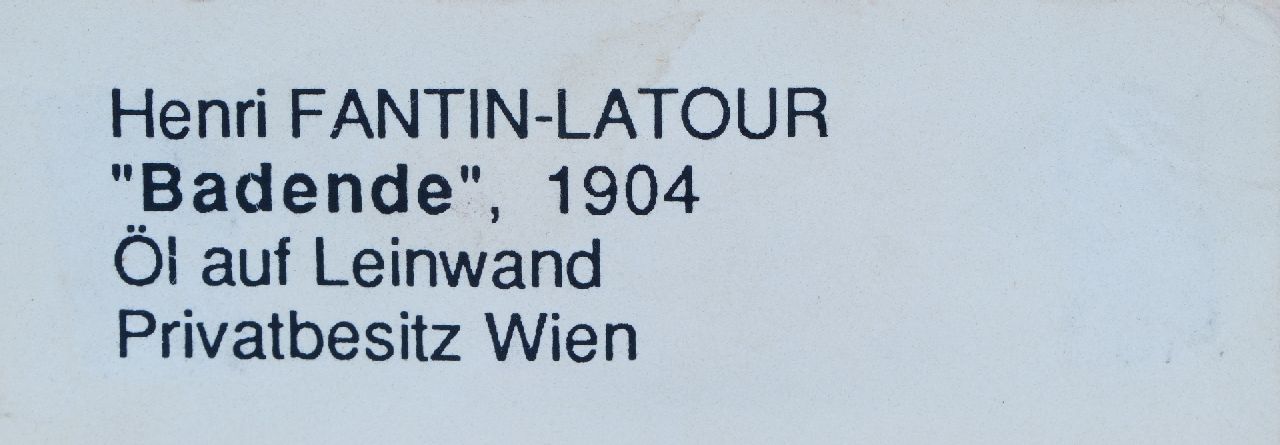 Henri FANTIN-LATOUR
"Badende", 1904
Öl auf Leinwand
Privatbesitz Wien